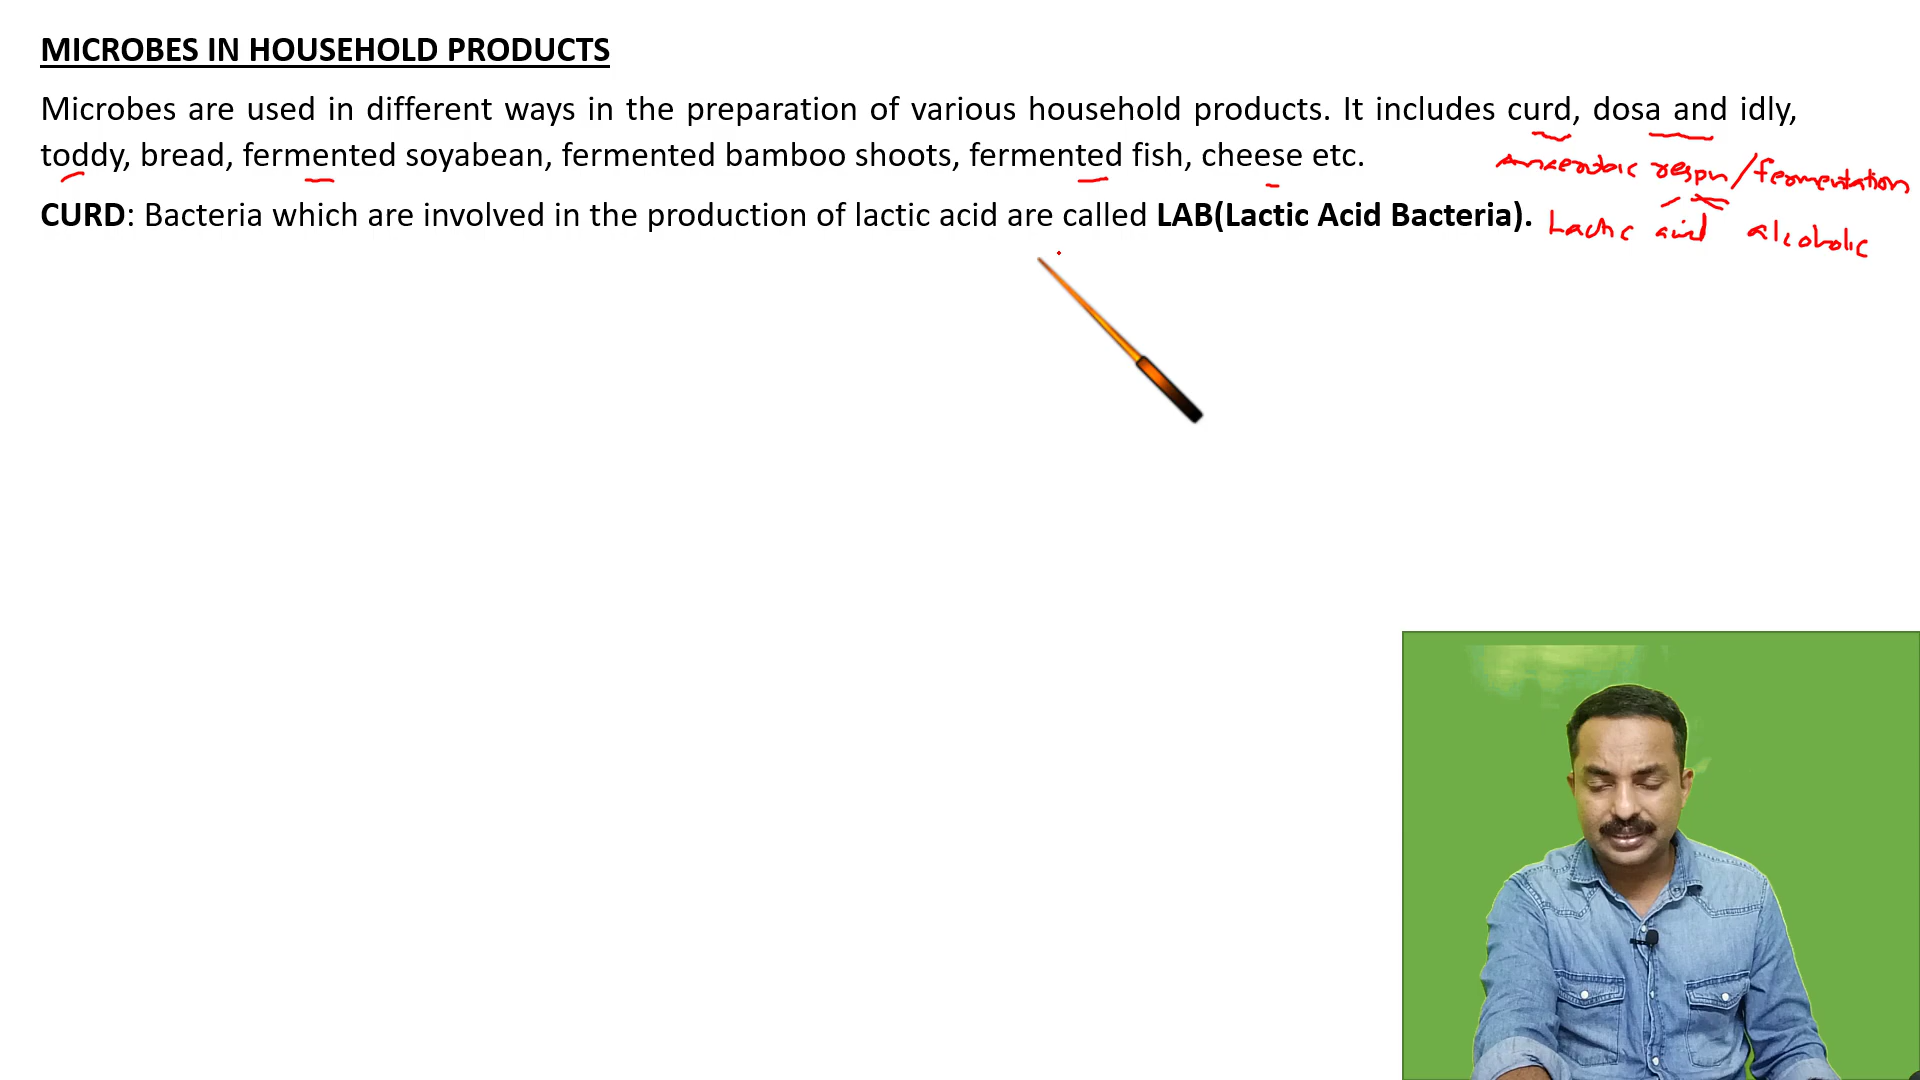 MICROBES IN HOUSEHOLD PRODUCTS
Microbes are used in different ways in the preparation of various household products. It includes curd, dosa and idly,
toddy, bread, fermented soyabean, fermented bamboo shoots, fermented fish, cheese etc.
Anaerobic respn/fermentation
CURD: Bacteria which are involved in the production of lactic acid are called LAB(Lactic Acid Bacteria).
Lactic acid alcoholic